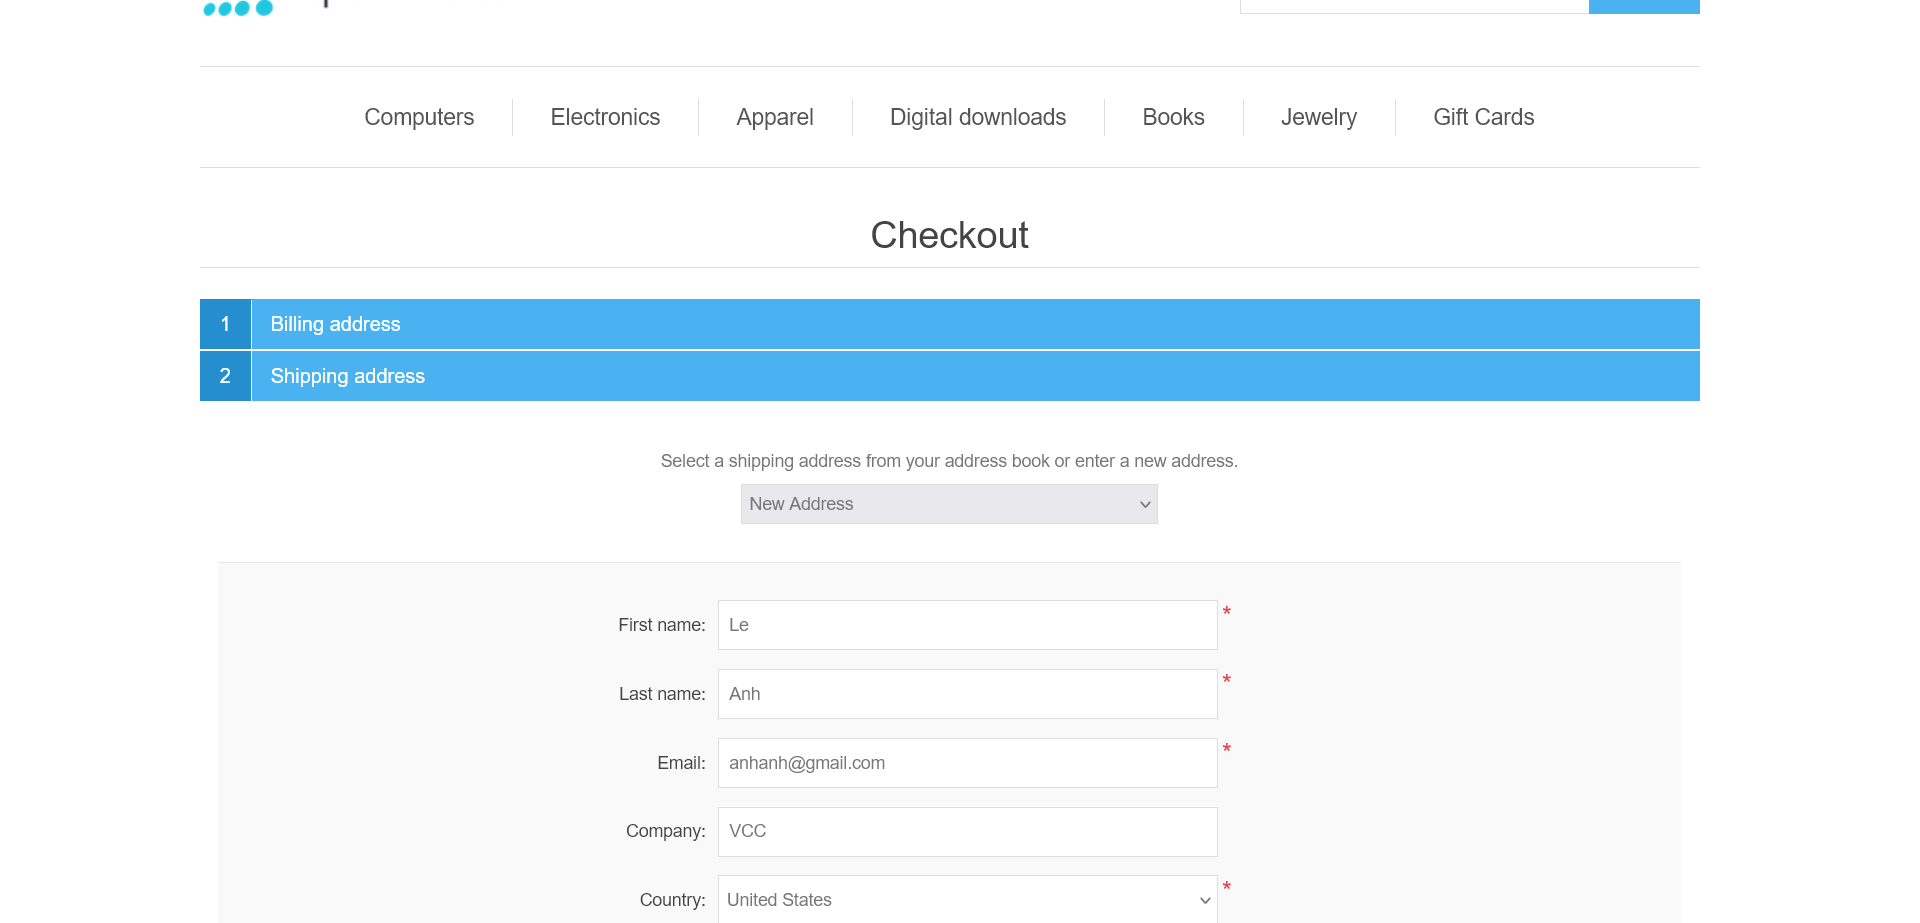 Computers Electronics Apparel Digital downloads Books Jewelry Gift Cards
Checkout
1 Billing address
2 Shipping address
Select a shipping address from your address book or enter a new address.
New Address
First name: Le *
Last name: Anh *
Email: anhanh@gmail.com *
Company: VCC
Country: United States *